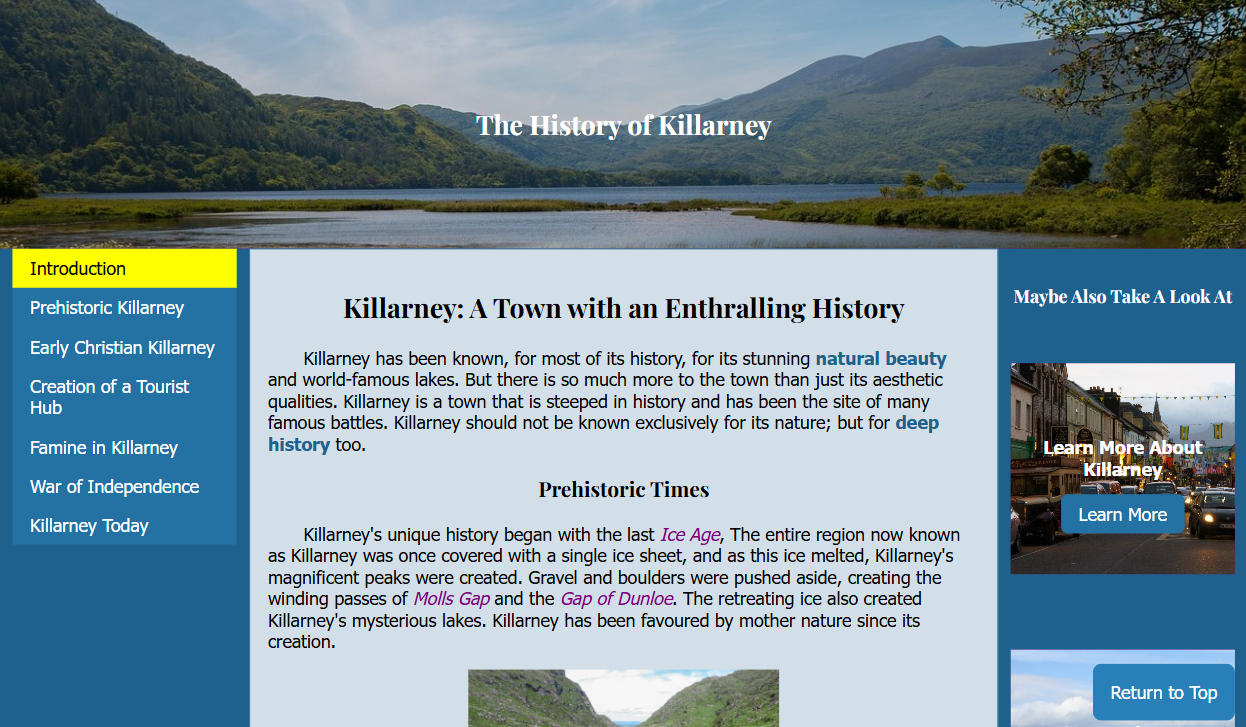 The History of Killarney
Introduction
Prehistoric Killarney
Early Christian Killarney
Creation of a Tourist
Hub
Famine in Killarney
War of Independence
Killarney Today
Killarney: A Town with an Enthralling History
Killarney has been known, for most of its history, for its stunning natural beauty
and world-famous lakes. But there is so much more to the town than just its aesthetic
qualities. Killarney is a town that is steeped in history and has been the site of many
famous battles. Killarney should not be known exclusively for its nature; but for deep
history too.
Prehistoric Times
Killarney's unique history began with the last Ice Age, The entire region now known
as Killarney was once covered with a single ice sheet, and as this ice melted, Killarney's
magnificent peaks were created. Gravel and boulders were pushed aside, creating the
winding passes of Molls Gap and the Gap of Dunloe. The retreating ice also created
Killarney's mysterious lakes. Killarney has been favoured by mother nature since its
creation.
Maybe Also Take A Look At
Learn More About
Killarney
Learn More
Return to Top